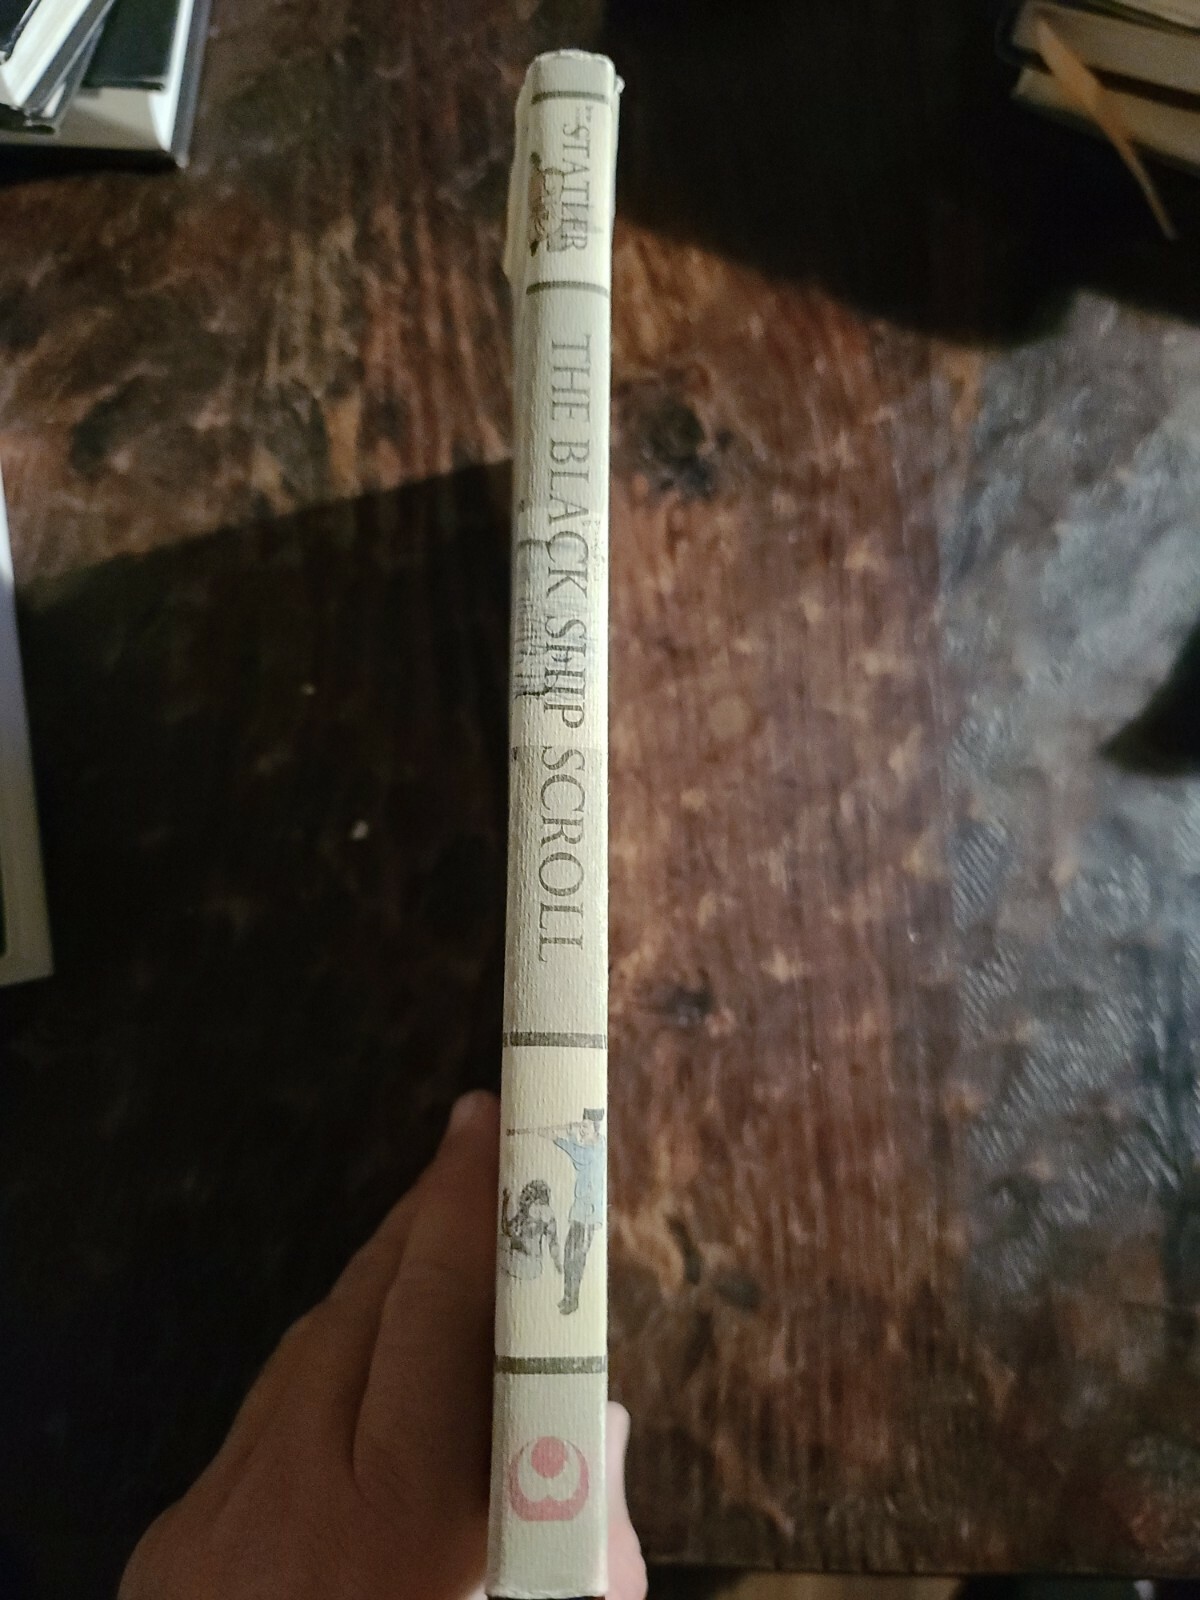 STATLER
THE BLACK SHIP SCROLL